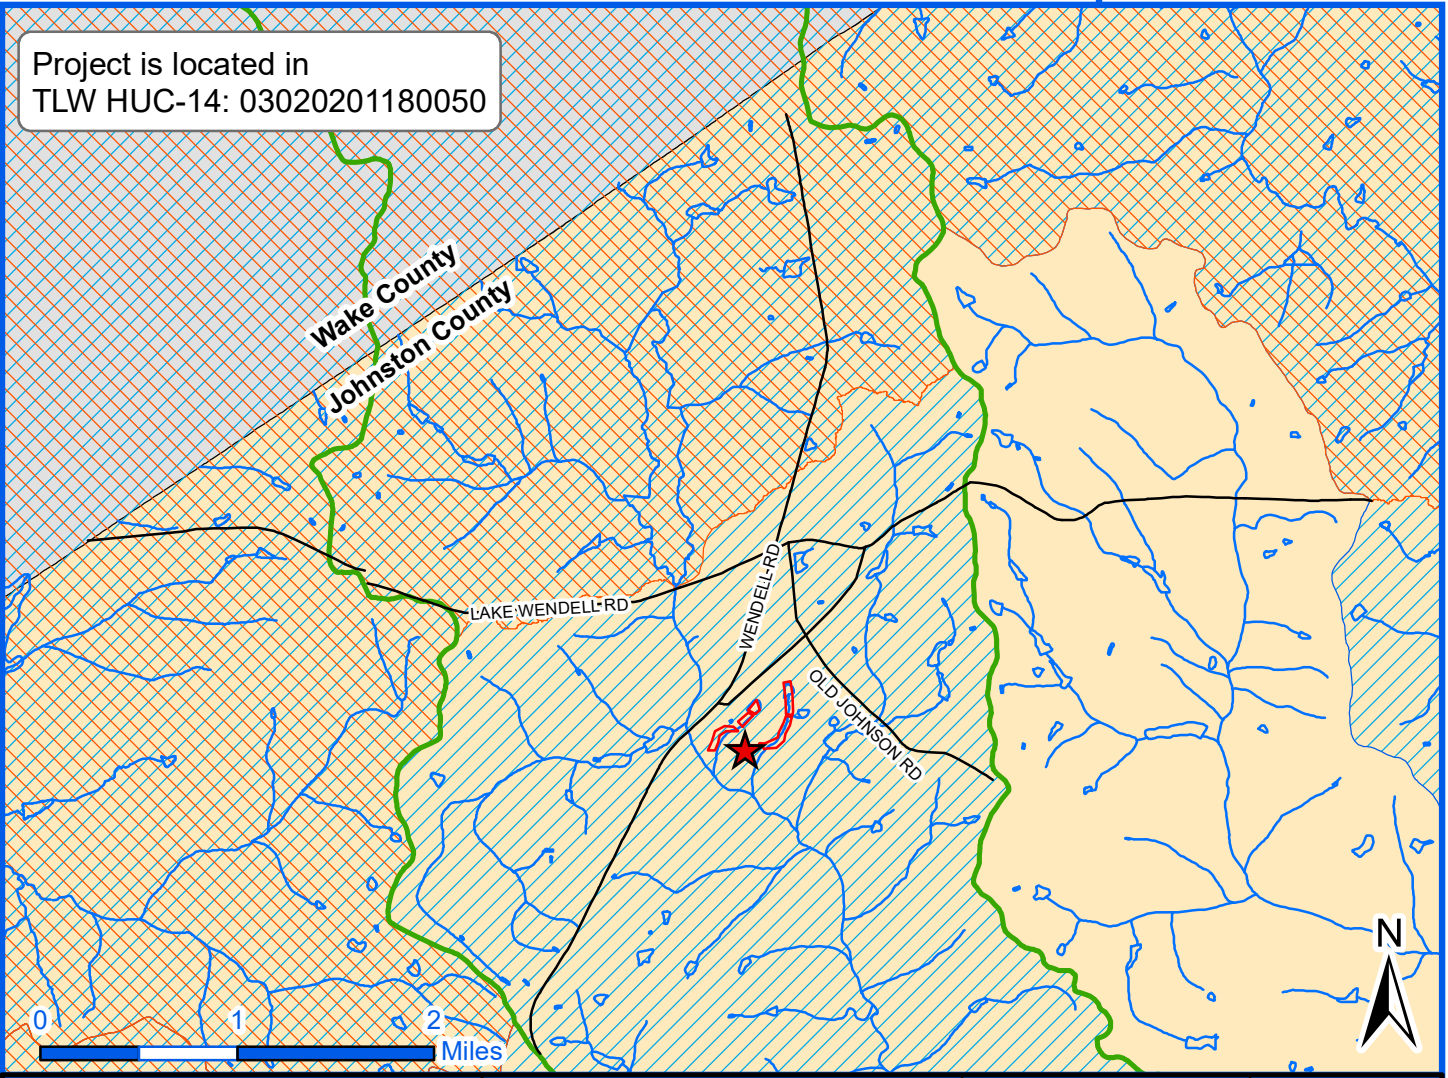 Project is located in
TLW HUC-14: 03020201180050
Wake County
Johnston County
WENDELL RD
LAKE WENDELL RD
OLD JOHNSON RD
N
0 1 2
Miles